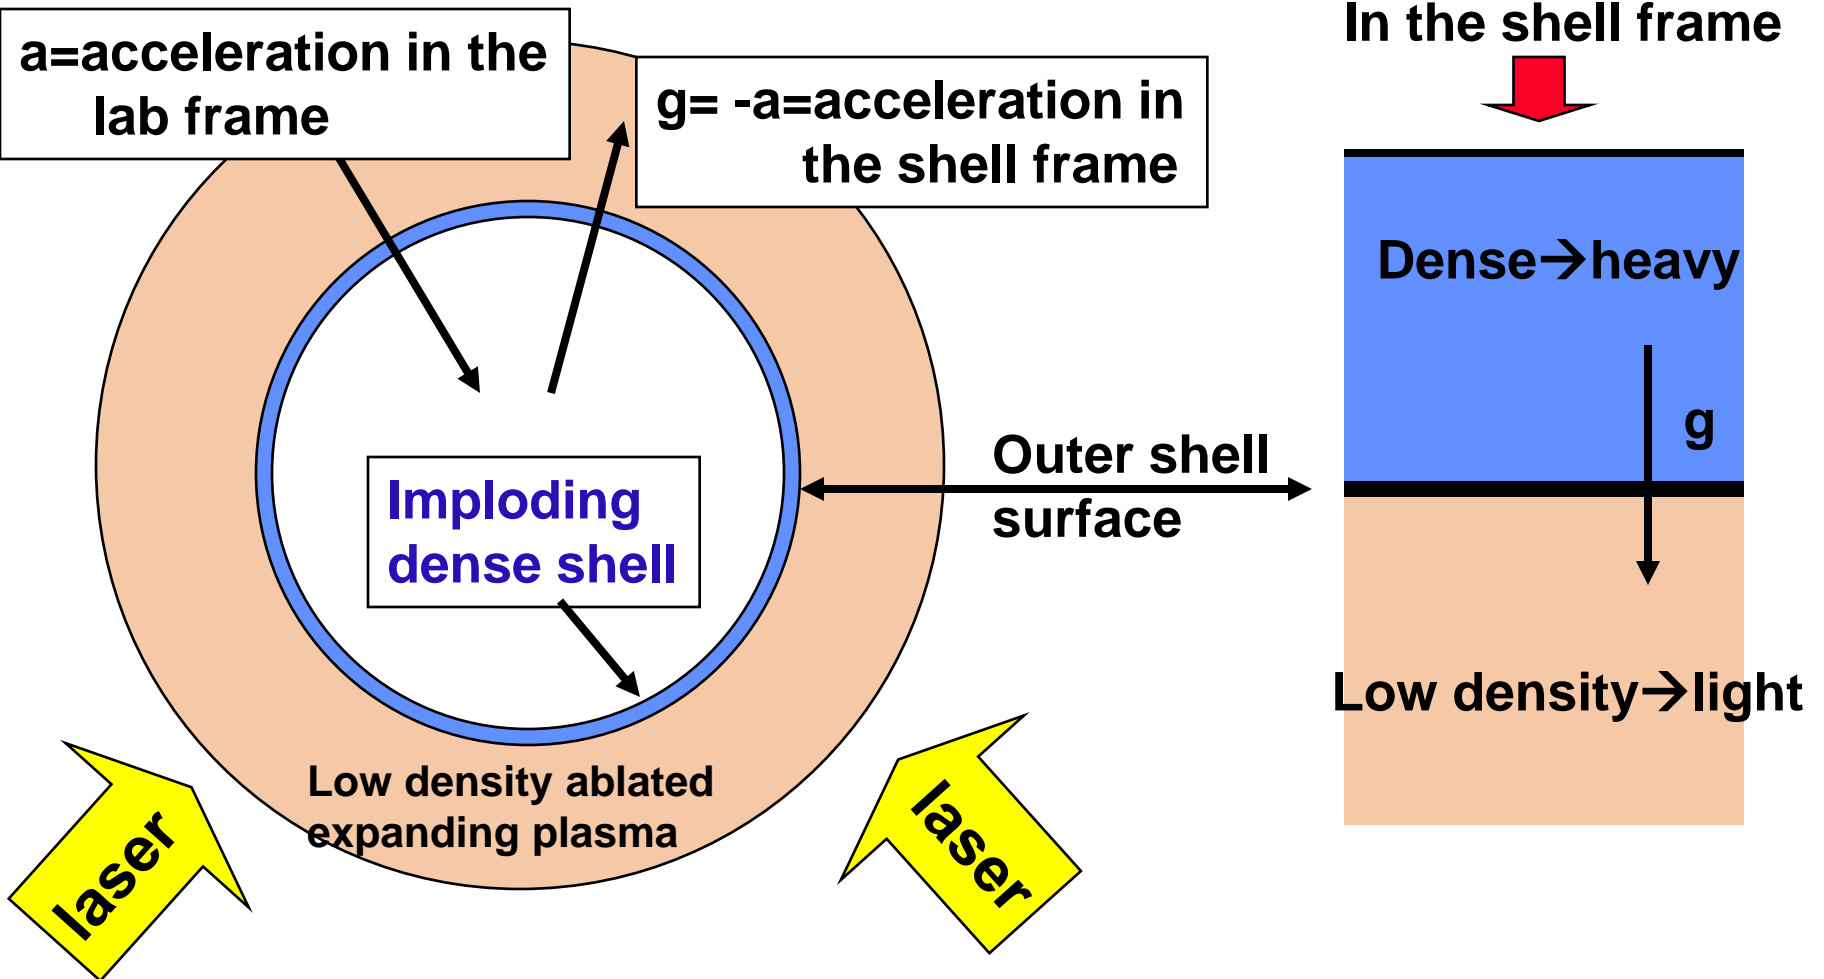 a=acceleration in the
lab frame
g= -a=acceleration in
the shell frame
In the shell frame
Dense→heavy
g
Outer shell
surface
Imploding
dense shell
Low density→light
Low density ablated
expanding plasma
laser
laser